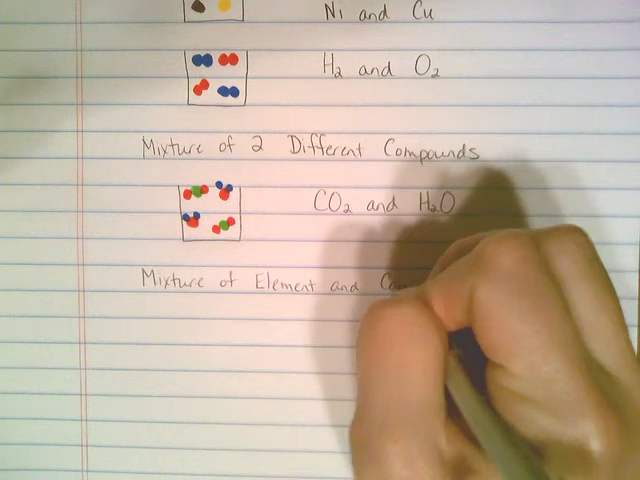 Ni and Cu
H₂ and O₂
Mixture of 2 Different Compounds
CO₂ and H₂O
Mixture of Element and